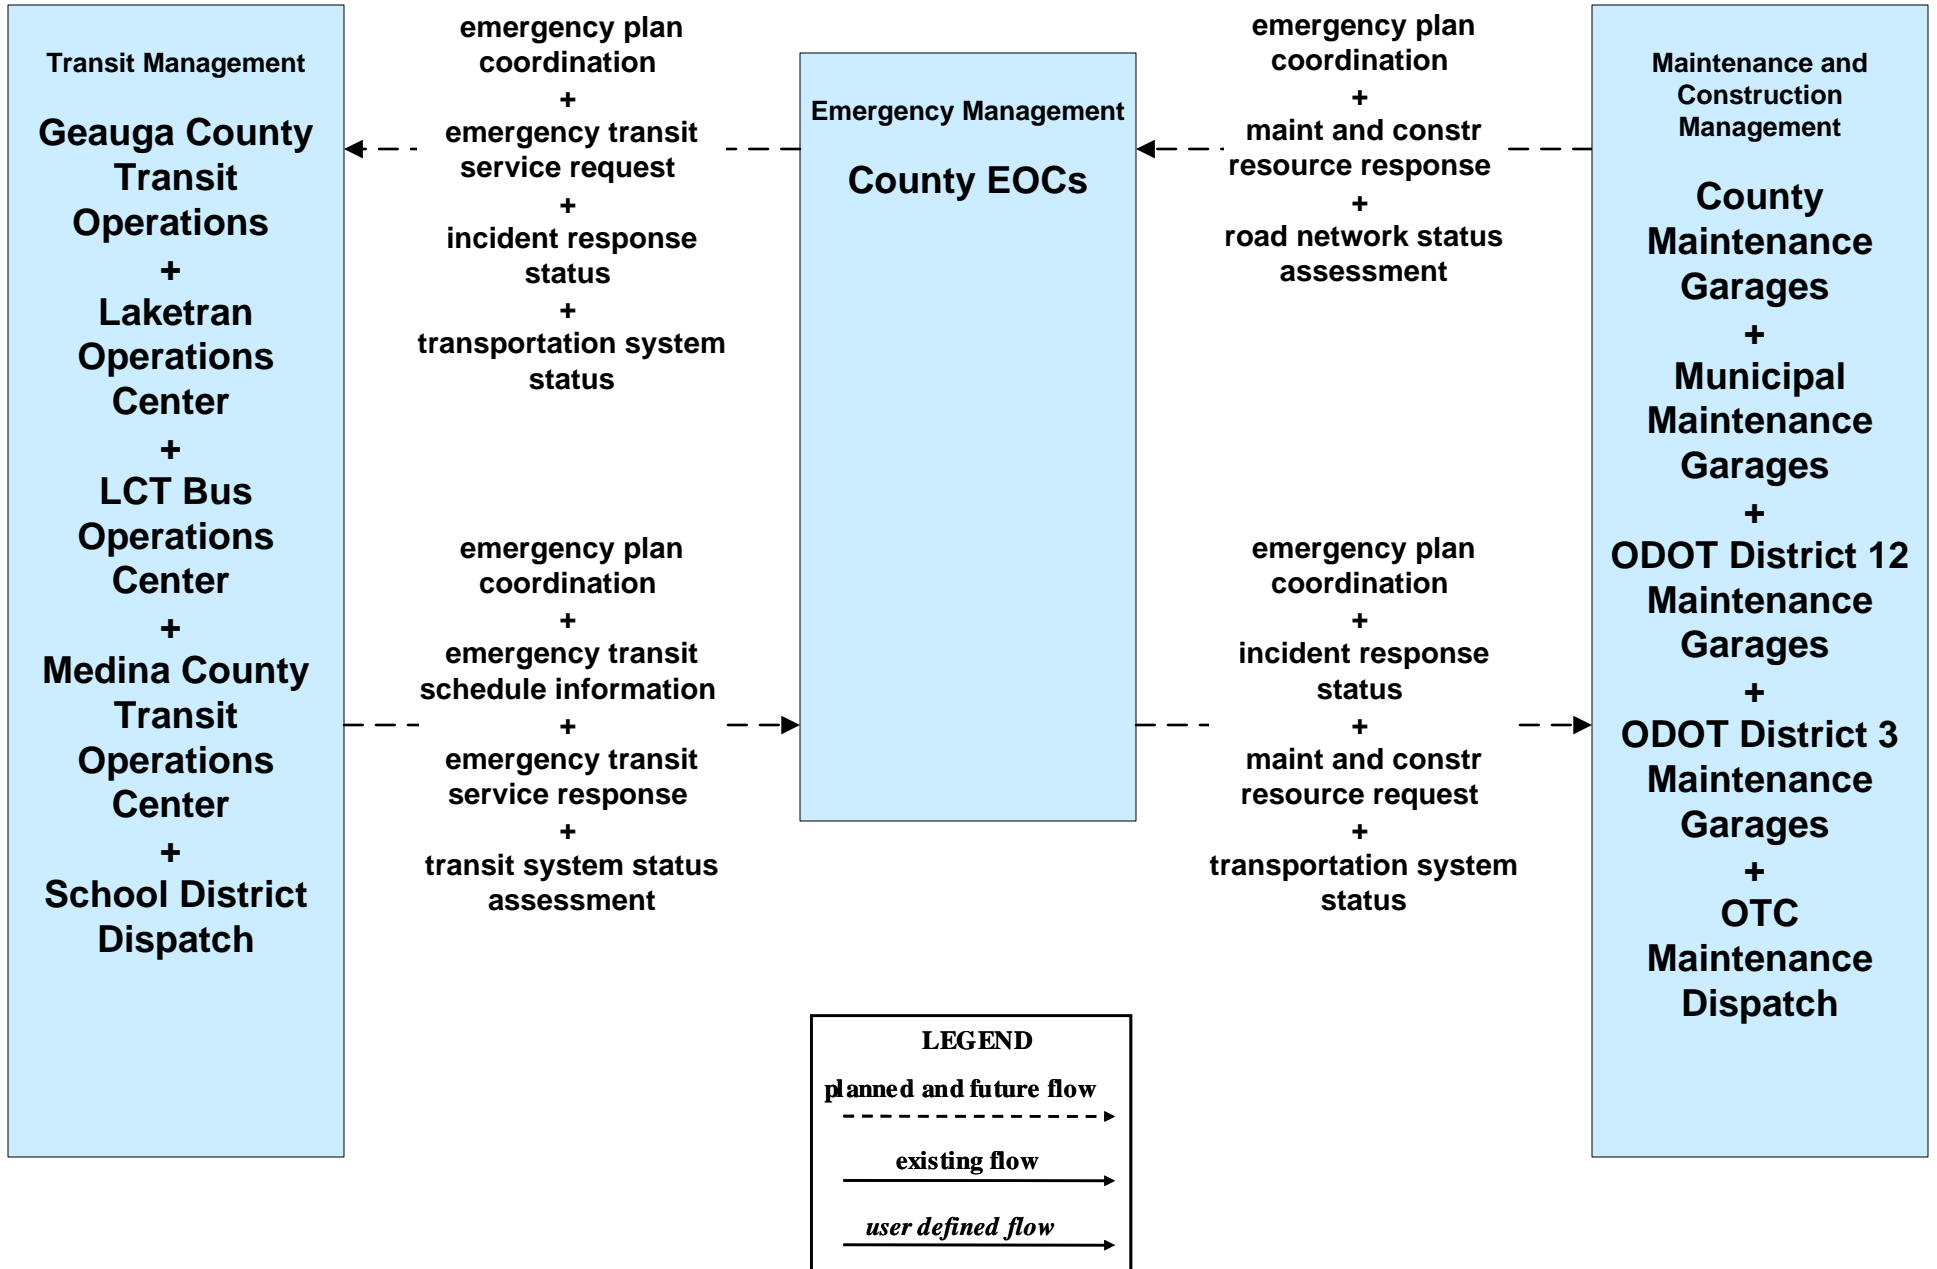 Transit Management
Geauga County
Transit
Operations
+
Laketran
Operations
Center
+
LCT Bus
Operations
Center
+
Medina County
Transit
Operations
Center
+
School District
Dispatch
emergency plan
coordination
+
emergency transit
service request
+
incident response
status
+
transportation system
status
emergency plan
coordination
+
emergency transit
schedule information
+
emergency transit
service response
+
transit system status
assessment
Emergency Management
County EOCs
emergency plan
coordination
+
maint and constr
resource response
+
road network status
assessment
emergency plan
coordination
+
incident response
status
+
maint and constr
resource request
+
transportation system
status
Maintenance and
Construction
Management
County
Maintenance
Garages
+
Municipal
Maintenance
Garages
+
ODOT District 12
Maintenance
Garages
+
ODOT District 3
Maintenance
Garages
+
OTC
Maintenance
Dispatch
LEGEND
planned and future flow
existing flow
user defined flow